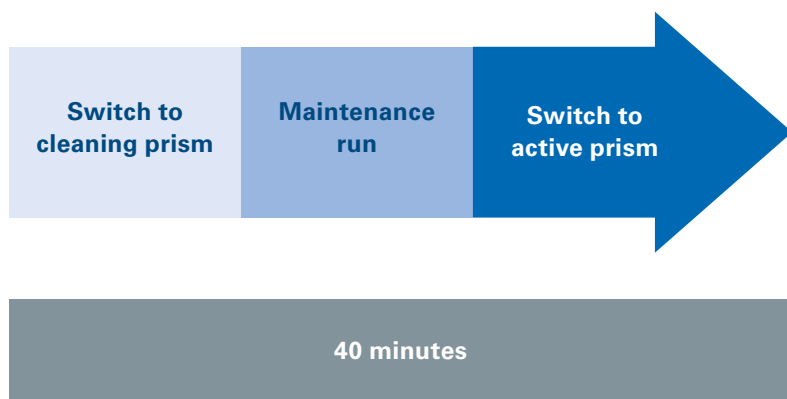 Switch to
cleaning prism
Maintenance
run
Switch to
active prism
40 minutes